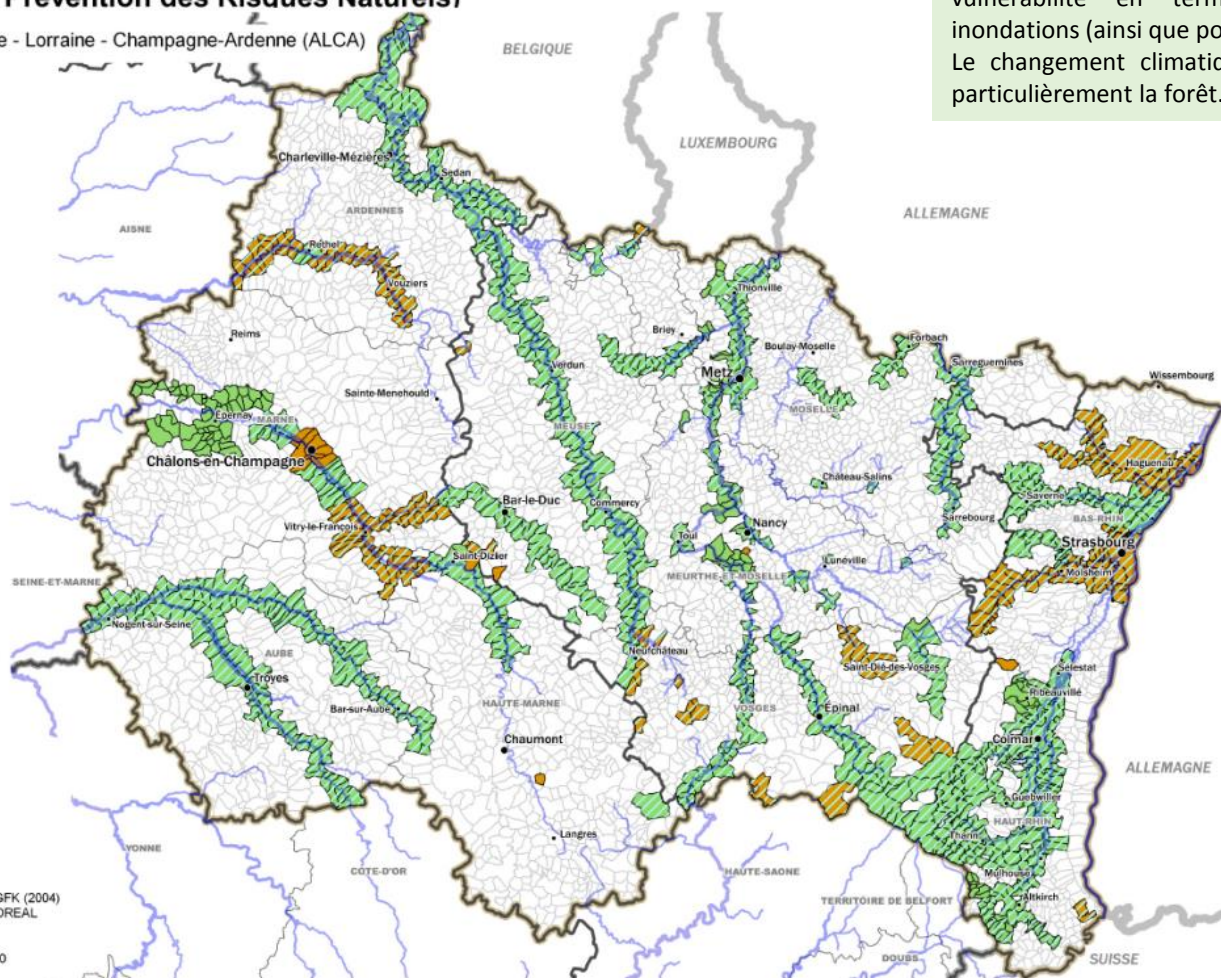 Prévention des Risques Naturels)
e - Lorraine - Champagne-Ardenne (ALCA)
vulnérabilité en term
inondations (ainsi que po
Le changement climatic
particulièrement la forêt.
BELGIQUE
LUXEMBOURG
ALLEMAGNE
Charleville-Mézières
Sedan
ARDENNES
AISNE
Rethel
Vouziers
Thionville
Reims
Briey
Boulay-Moselle
Forbach
Sarreguemines
Wissembourg
Verdun
Metz
Sainte-Menehould
MOSELLE
Epernay
MARNE
MEUSE
Châlons-en-Champagne
Haguenau
Château-Salins
Saverne
Bar-le-Duc
Commercy
Sarrebourg
BAS-RHIN
Vitry-le-François
Nancy
Toul
Strasbourg
Saint-Dizier
Lunéville
Molsheim
SEINE-ET-MARNE
MEURTHE-ET-MOSELLE
Nogent-sur-Seine
Neufchâteau
AUBE
Saint-Dié-des-Vosges
Sélestat
Troyes
Ribeauvillé
HAUTE-MARNE
VOSGES
Bar-sur-Aube
Épinal
Chaumont
Colmar
ALLEMAGNE
Guebwiller
HAUT-RHIN
Langres
Thann
YONNE
CÔTE-D'OR
HAUTE-SAONE
Mulhouse
GFK (2004)
TERRITOIRE DE BELFORT
Altkirch
DREAL
DOUBS
SUISSE
0